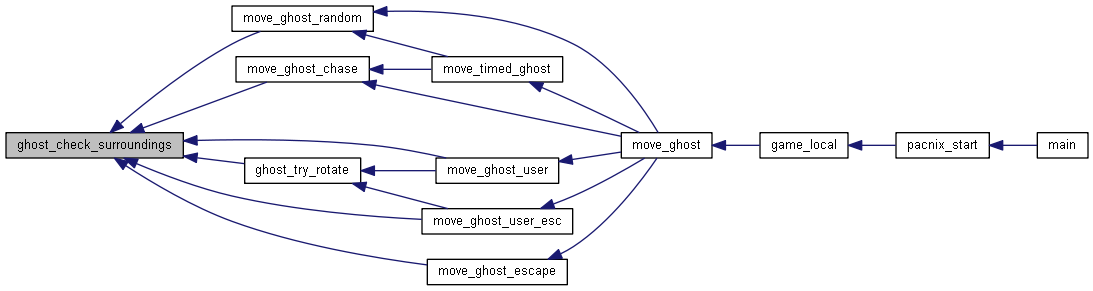 move_ghost_random
move_ghost_chase
move_timed_ghost
ghost_check_surroundings
move_ghost
game_local
pacnix_start
main
ghost_try_rotate
move_ghost_user
move_ghost_user_esc
move_ghost_escape